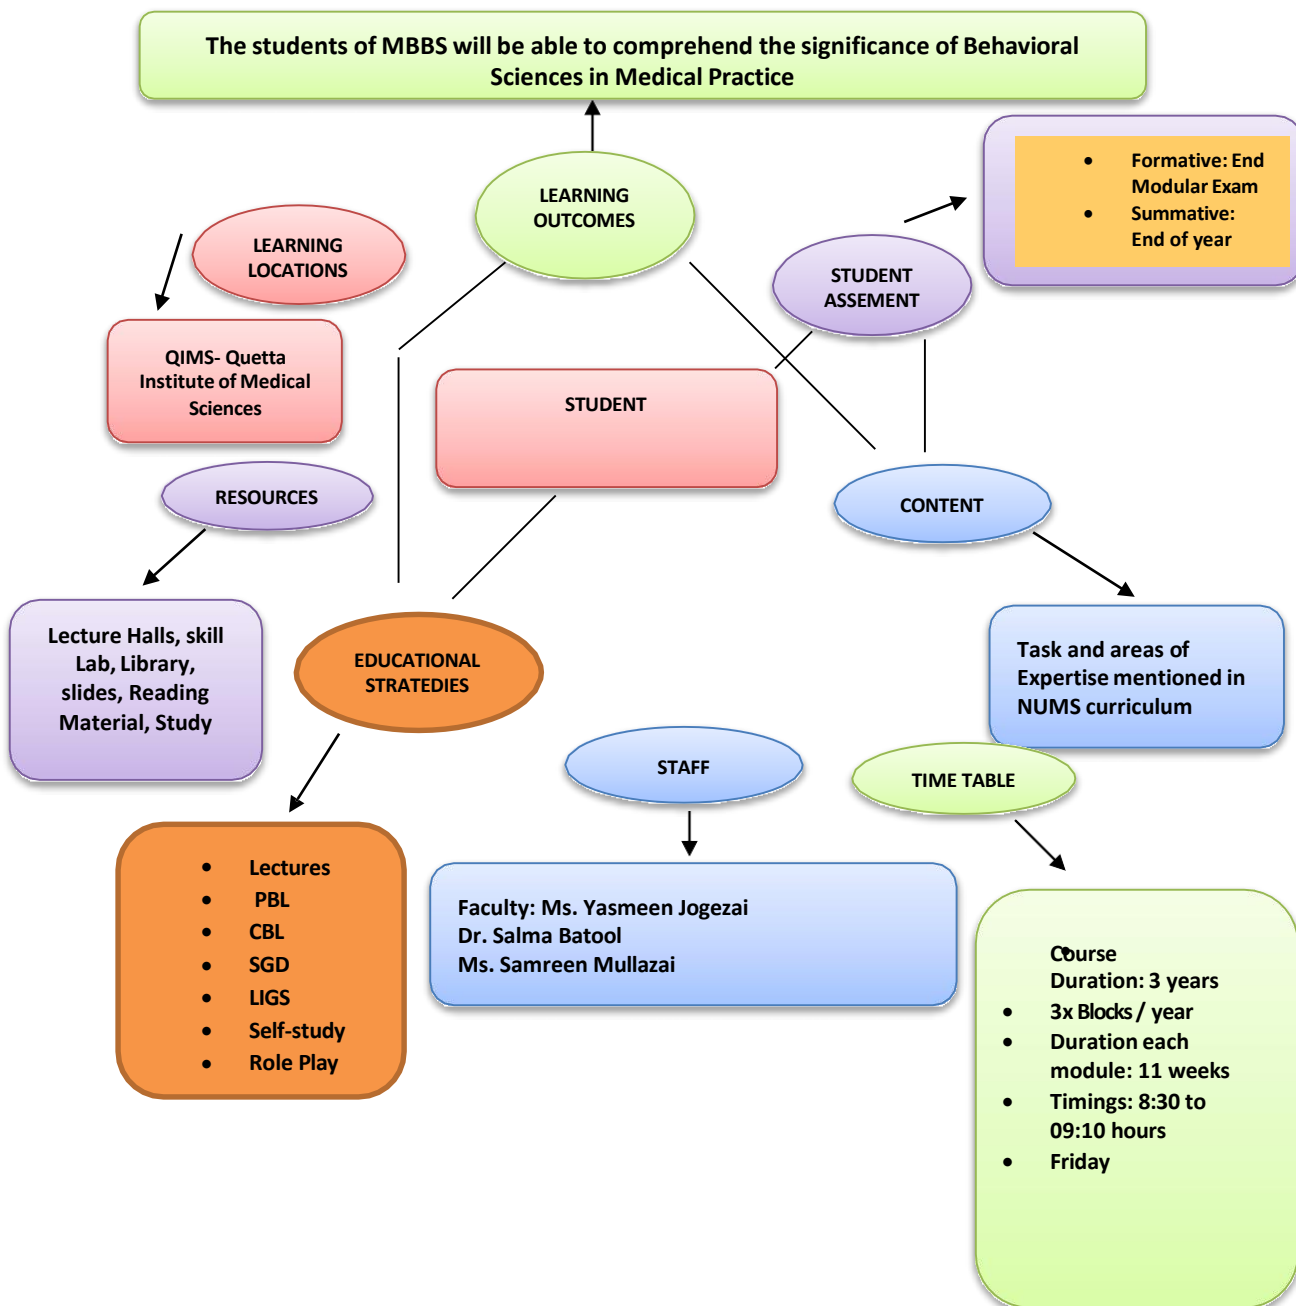 The students of MBBS will be able to comprehend the significance of Behavioral
Sciences in Medical Practice
• Formative: End
Modular Exam
• Summative:
End of year
LEARNING
OUTCOMES
LEARNING
LOCATIONS
STUDENT
ASSEMENT
QIMS- Quetta
Institute of Medical
Sciences
STUDENT
RESOURCES
CONTENT
Lecture Halls, skill
Lab, Library,
slides, Reading
Material, Study
EDUCATIONAL
STRATEDIES
Task and areas of
Expertise mentioned in
NUMS curriculum
STAFF
TIME TABLE
• Lectures
• PBL
• CBL
• SGD
• LIGS
• Self-study
• Role Play
Faculty: Ms. Yasmeen Jogezai
Dr. Salma Batool
Ms. Samreen Mullazai
• Course
Duration: 3 years
• 3x Blocks / year
• Duration each
module: 11 weeks
• Timings: 8:30 to
09:10 hours
• Friday